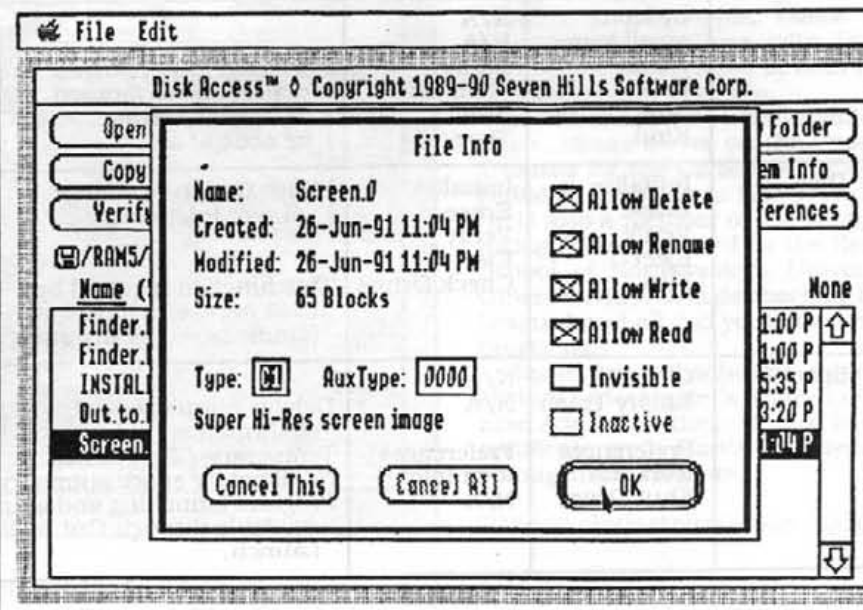 File Edit
Disk Access™ ◊ Copyright 1989-90 Seven Hills Software Corp.
Open
Folder
Copy
Info
Verify
File Info
Name: Screen.0
Created: 26-Jun-91 11:04 PM
Modified: 26-Jun-91 11:04 PM
Size: 65 Blocks
Allow Delete
Allow Rename
Allow Write
Allow Read
Invisible
Inactive
Type: AuxType: 0000
Super Hi-Res screen image
Cancel This Cancel All OK
/RAM5/
Name (
None
Finder.
1:00 P
Finder.
1:00 P
INSTALL
5:35 P
Out.to.
3:20 P
Screen.
1:04 P